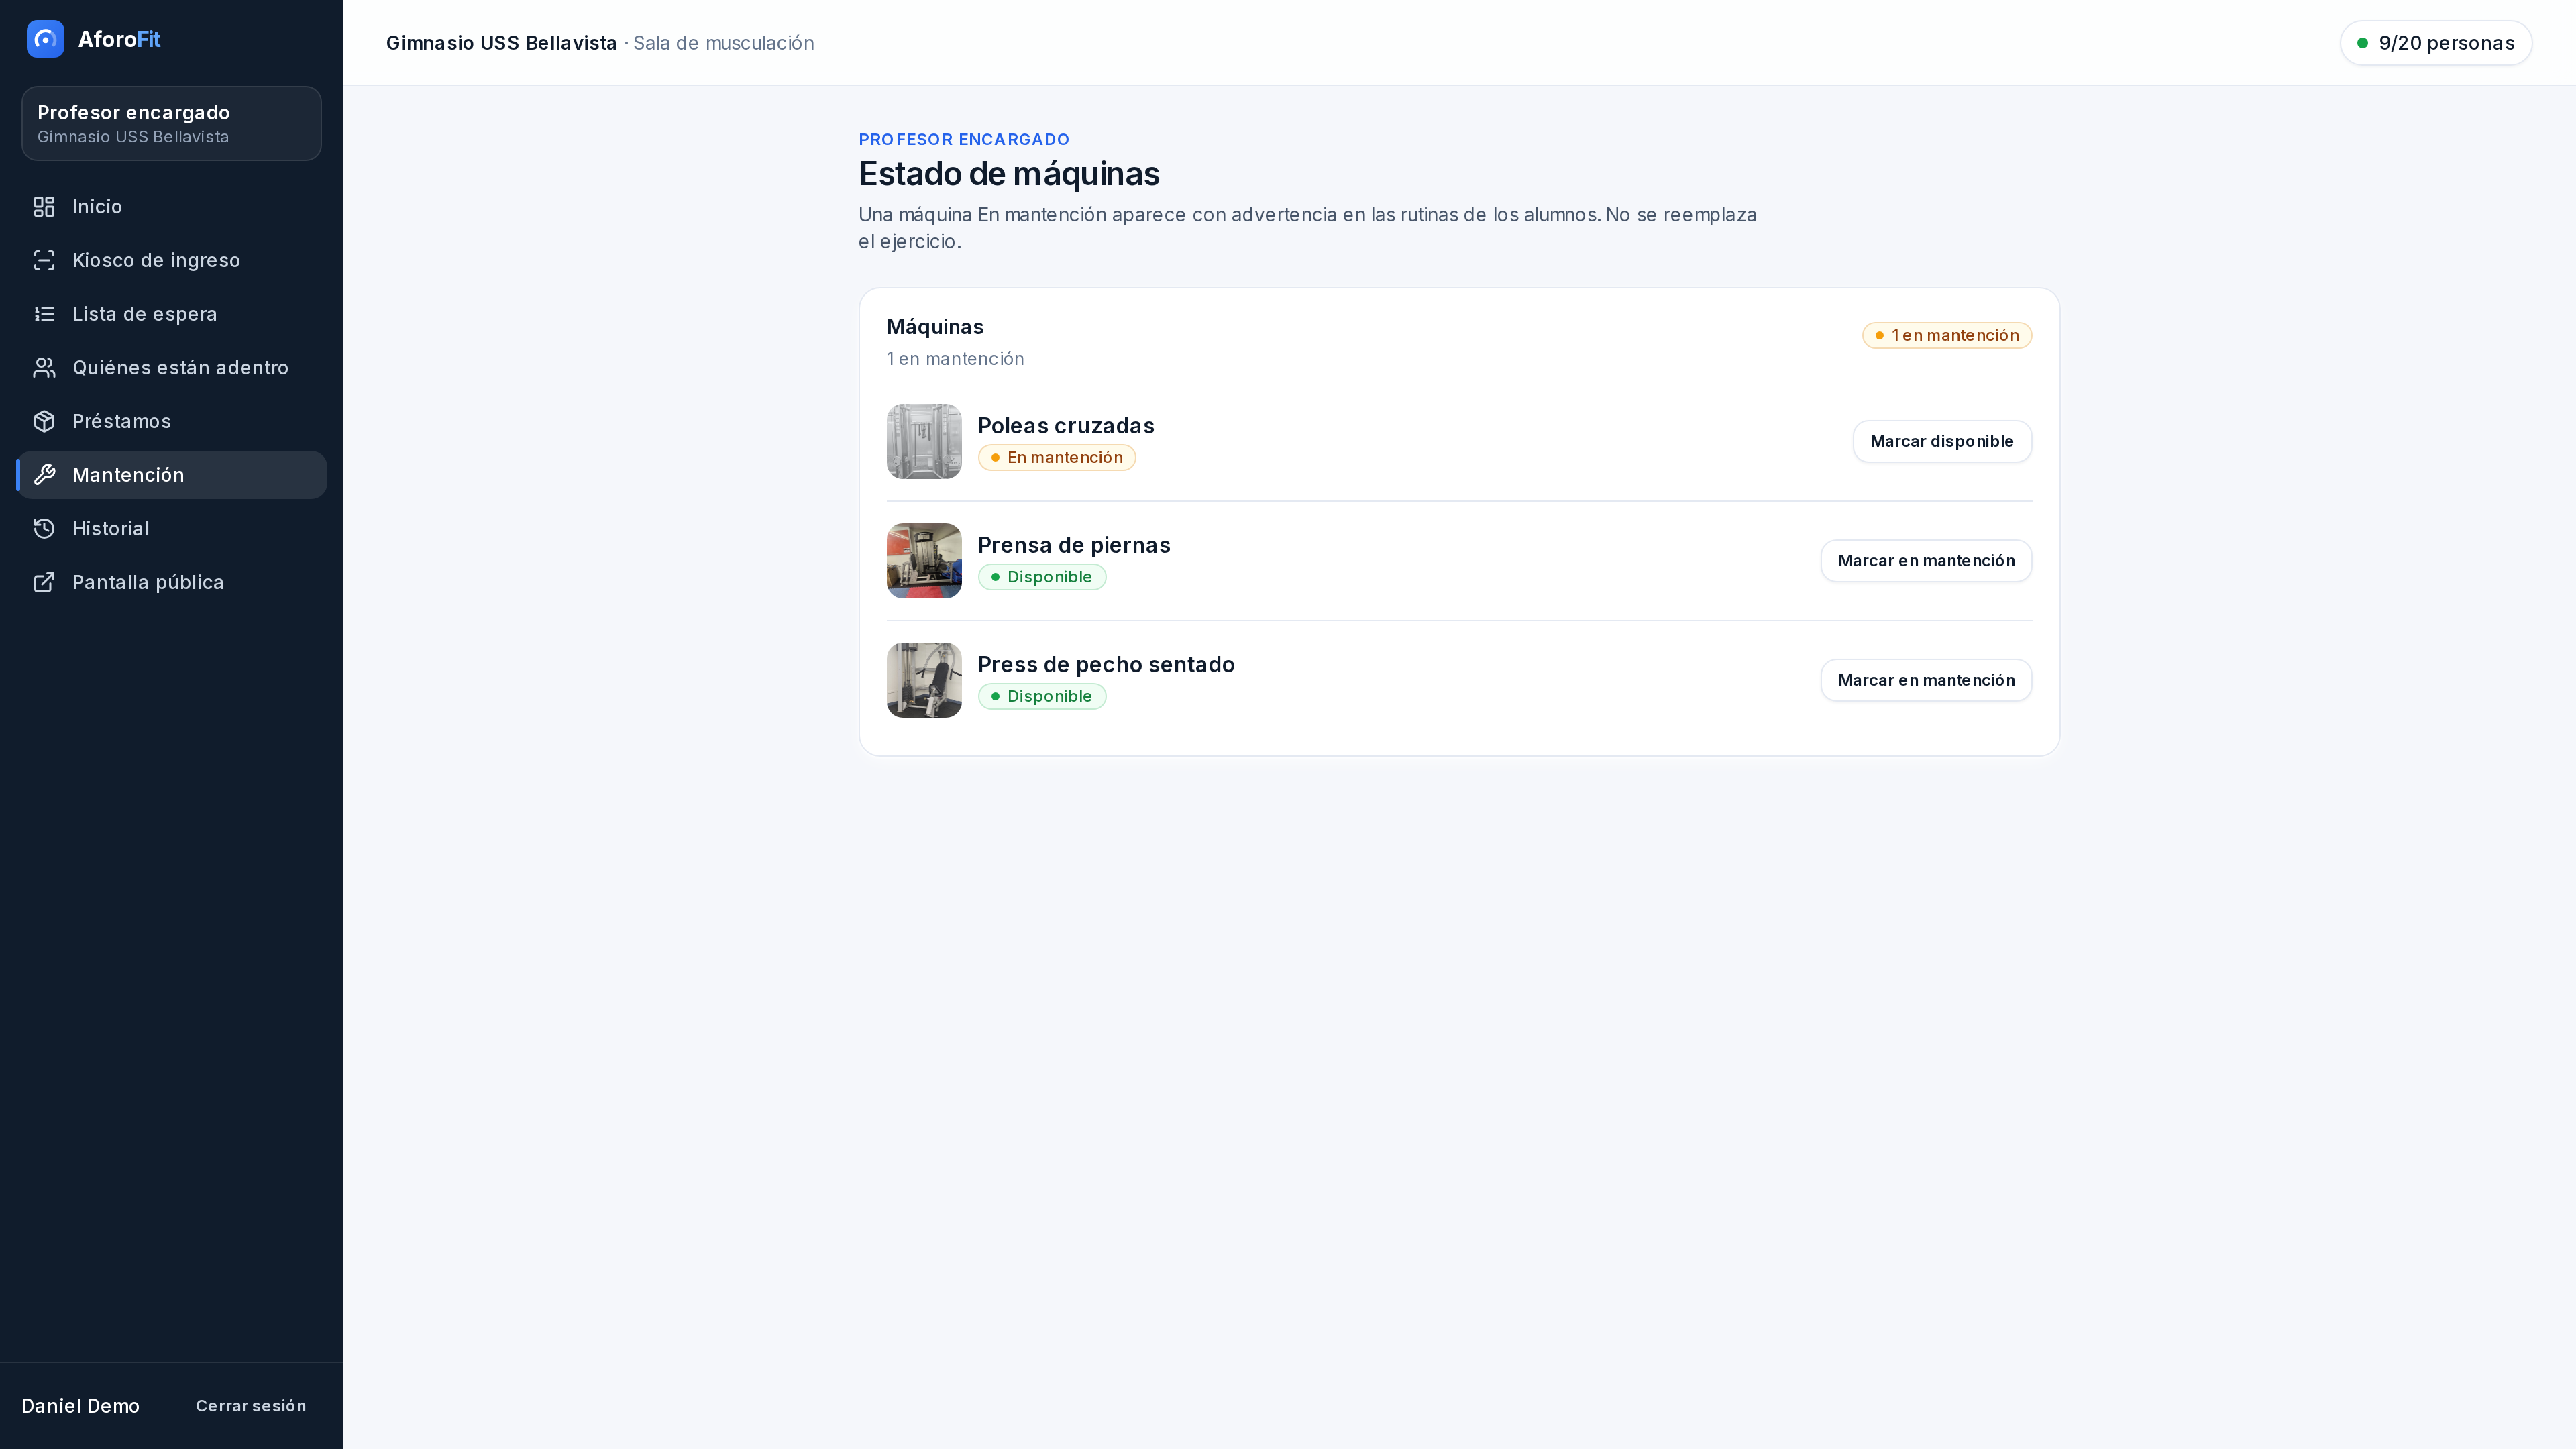 AforoFit
Profesor encargado
Gimnasio USS Bellavista
Inicio
Kiosco de ingreso
Lista de espera
Quiénes están adentro
Préstamos
Mantención
Historial
Pantalla pública
Daniel Demo
Cerrar sesión
Gimnasio USS Bellavista · Sala de musculación
9/20 personas
PROFESOR ENCARGADO
Estado de máquinas
Una máquina En mantención aparece con advertencia en las rutinas de los alumnos. No se reemplaza
el ejercicio.
Máquinas
1 en mantención
1 en mantención
Poleas cruzadas
En mantención
Marcar disponible
Prensa de piernas
Disponible
Marcar en mantención
Press de pecho sentado
Disponible
Marcar en mantención